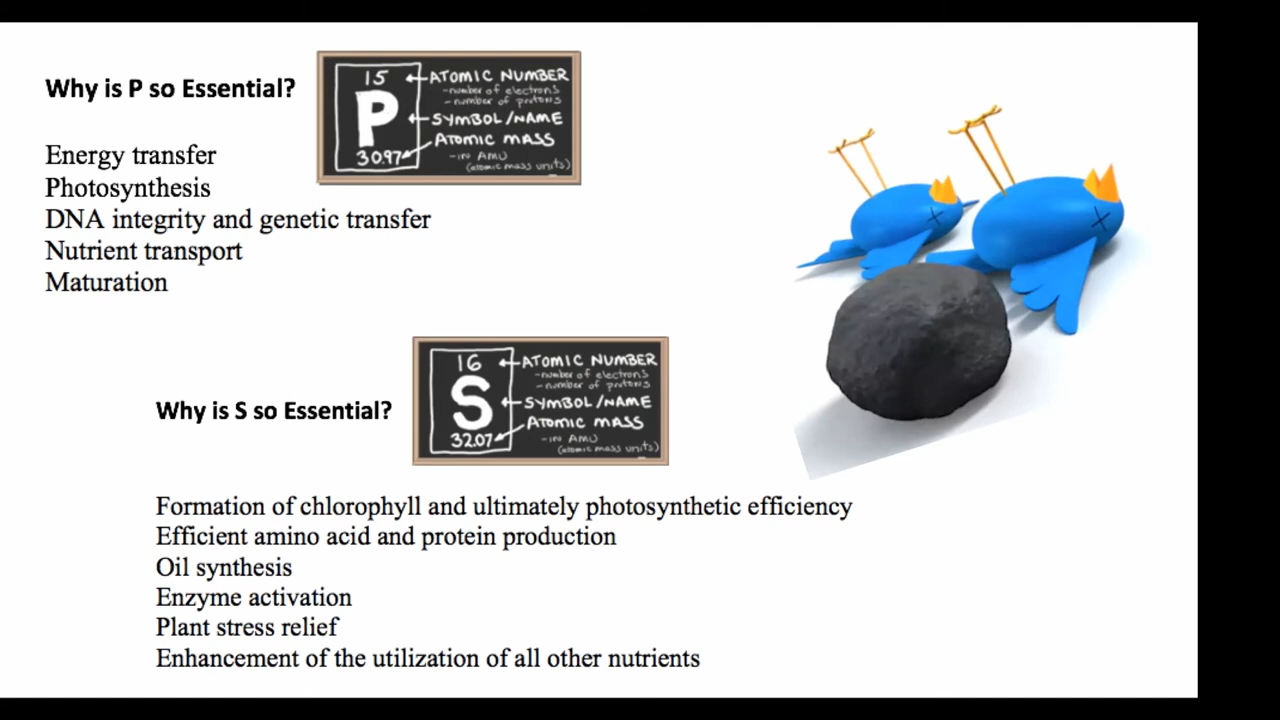 Why is P so Essential?
15
P
30.97
ATOMIC NUMBER
-number of electrons
-number of protons
SYMBOL/NAME
ATOMIC MASS
-IN AMU
(atomic mass units)
Energy transfer
Photosynthesis
DNA integrity and genetic transfer
Nutrient transport
Maturation
Why is S so Essential?
16
S
32.07
ATOMIC NUMBER
-number of electrons
-number of protons
SYMBOL/NAME
ATOMIC MASS
-IN AMU
(atomic mass units)
Formation of chlorophyll and ultimately photosynthetic efficiency
Efficient amino acid and protein production
Oil synthesis
Enzyme activation
Plant stress relief
Enhancement of the utilization of all other nutrients